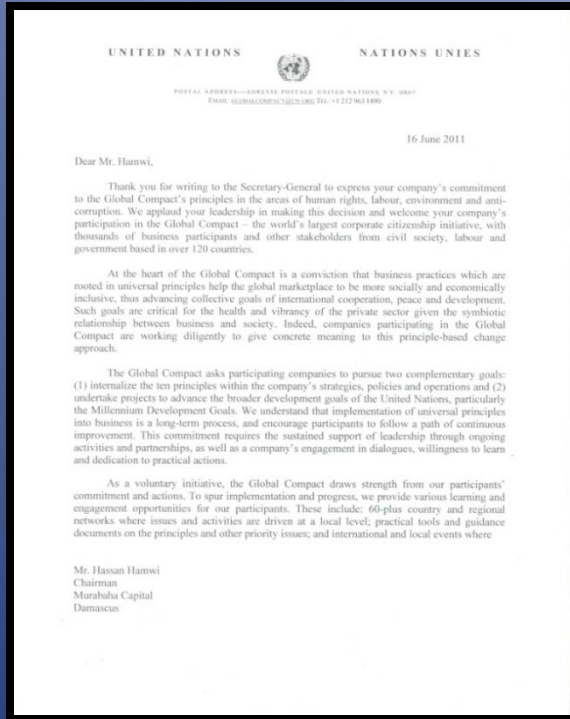 UNITED NATIONS NATIONS UNIES
POSTAL ADDRESS—ADRESSE POSTALE UNITED NATIONS, N.Y. 10017
EMAIL: GLOBALCOMPACT@UN.ORG TEL: +1 212 963 1490
16 June 2011
Dear Mr. Hamwi,
Thank you for writing to the Secretary-General to express your company's commitment
to the Global Compact's principles in the areas of human rights, labour, environment and anti-
corruption. We applaud your leadership in making this decision and welcome your company's
participation in the Global Compact – the world's largest corporate citizenship initiative, with
thousands of business participants and other stakeholders from civil society, labour and
government based in over 120 countries.
At the heart of the Global Compact is a conviction that business practices which are
rooted in universal principles help the global marketplace to be more socially and economically
inclusive, thus advancing collective goals of international cooperation, peace and development.
Such goals are critical for the health and vibrancy of the private sector given the symbiotic
relationship between business and society. Indeed, companies participating in the Global
Compact are working diligently to give concrete meaning to this principle-based change
approach.
The Global Compact asks participating companies to pursue two complementary goals:
(1) internalize the ten principles within the company's strategies, policies and operations and (2)
undertake projects to advance the broader development goals of the United Nations, particularly
the Millennium Development Goals. We understand that implementation of universal principles
into business is a long-term process, and encourage participants to follow a path of continuous
improvement. This commitment requires the sustained support of leadership through ongoing
activities and partnerships, as well as a company's engagement in dialogues, willingness to learn
and dedication to practical actions.
As a voluntary initiative, the Global Compact draws strength from our participants'
commitment and actions. To spur implementation and progress, we provide various learning and
engagement opportunities for our participants. These include: 60-plus country and regional
networks where issues and activities are driven at a local level; practical tools and guidance
documents on the principles and other priority issues; and international and local events where
Mr. Hassan Hamwi
Chairman
Murabaha Capital
Damascus